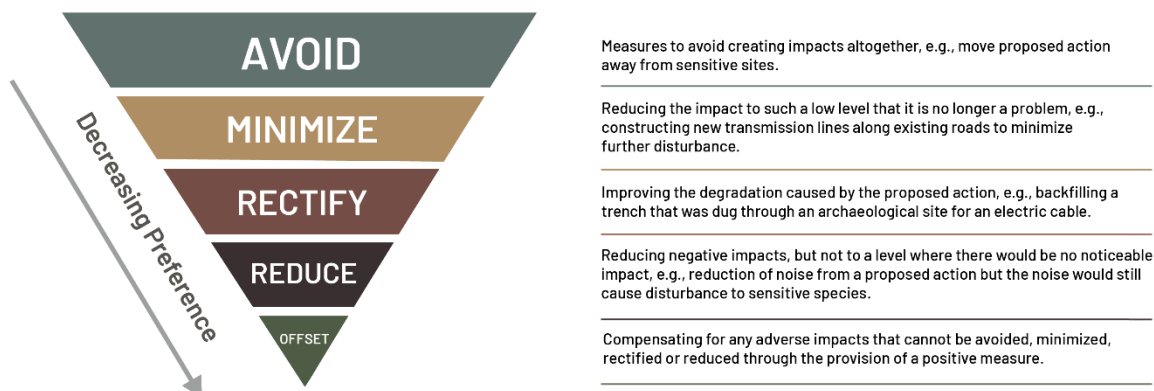 AVOID
Measures to avoid creating impacts altogether, e.g., move proposed action
away from sensitive sites.
MINIMIZE
Reducing the impact to such a low level that it is no longer a problem, e.g.,
constructing new transmission lines along existing roads to minimize
further disturbance.
Decreasing Preference
RECTIFY
Improving the degradation caused by the proposed action, e.g., backfilling a
trench that was dug through an archaeological site for an electric cable.
REDUCE
Reducing negative impacts, but not to a level where there would be no noticeable
impact, e.g., reduction of noise from a proposed action but the noise would still
cause disturbance to sensitive species.
OFFSET
Compensating for any adverse impacts that cannot be avoided, minimized,
rectified or reduced through the provision of a positive measure.